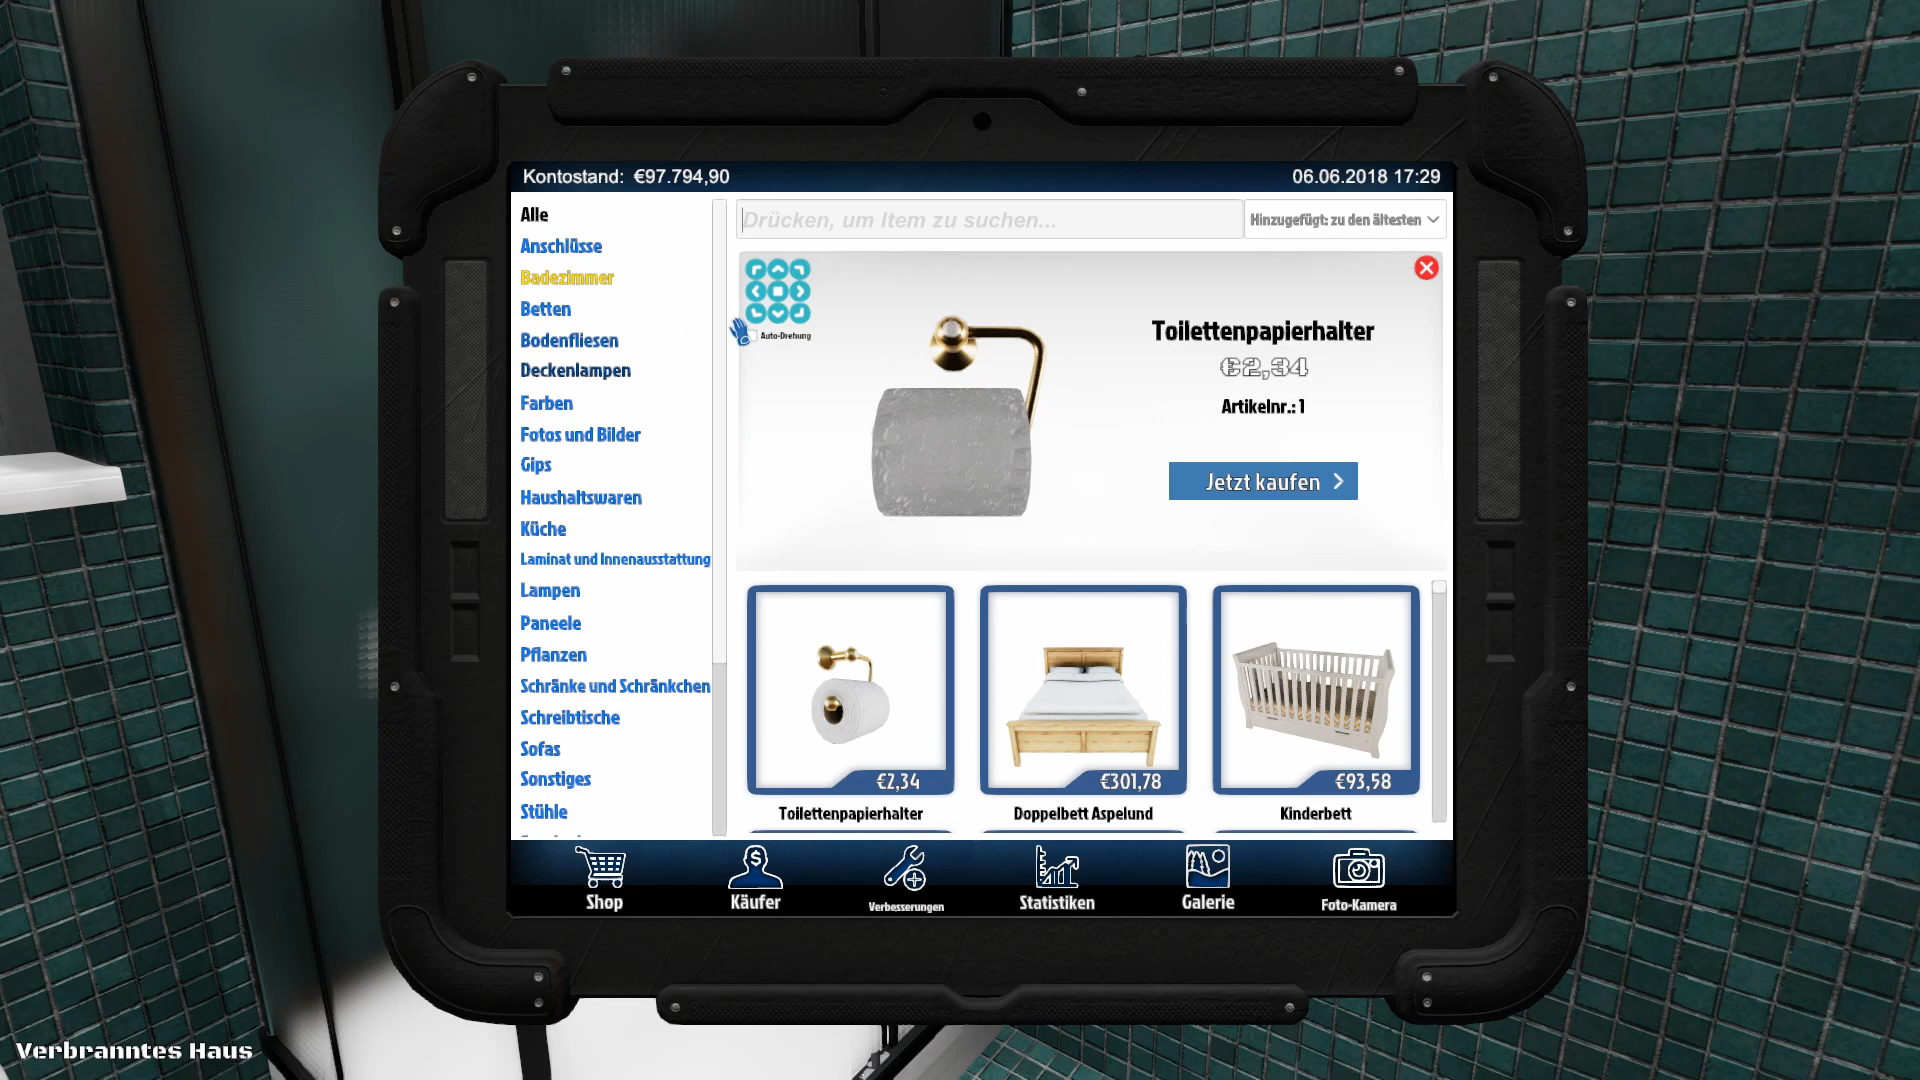 Kontostand: €97.794,90
06.06.2018 17:29
Alle
Anschlüsse
Badezimmer
Betten
Bodenfliesen
Deckenlampen
Farben
Fotos und Bilder
Gips
Haushaltswaren
Küche
Laminat und Innenausstattung
Lampen
Paneele
Pflanzen
Schränke und Schränkchen
Schreibtische
Sofas
Sonstiges
Stühle
Drücken, um Item zu suchen...
Hinzugefügt: zu den ältesten
Auto-Drehung
Toilettenpapierhalter
€2,34
Artikelnr.: 1
Jetzt kaufen
€2,34
€301,78
€93,58
Toilettenpapierhalter
Doppelbett Aspelund
Kinderbett
Shop
Käufer
Verbesserungen
Statistiken
Galerie
Foto-Kamera
Verbranntes Haus